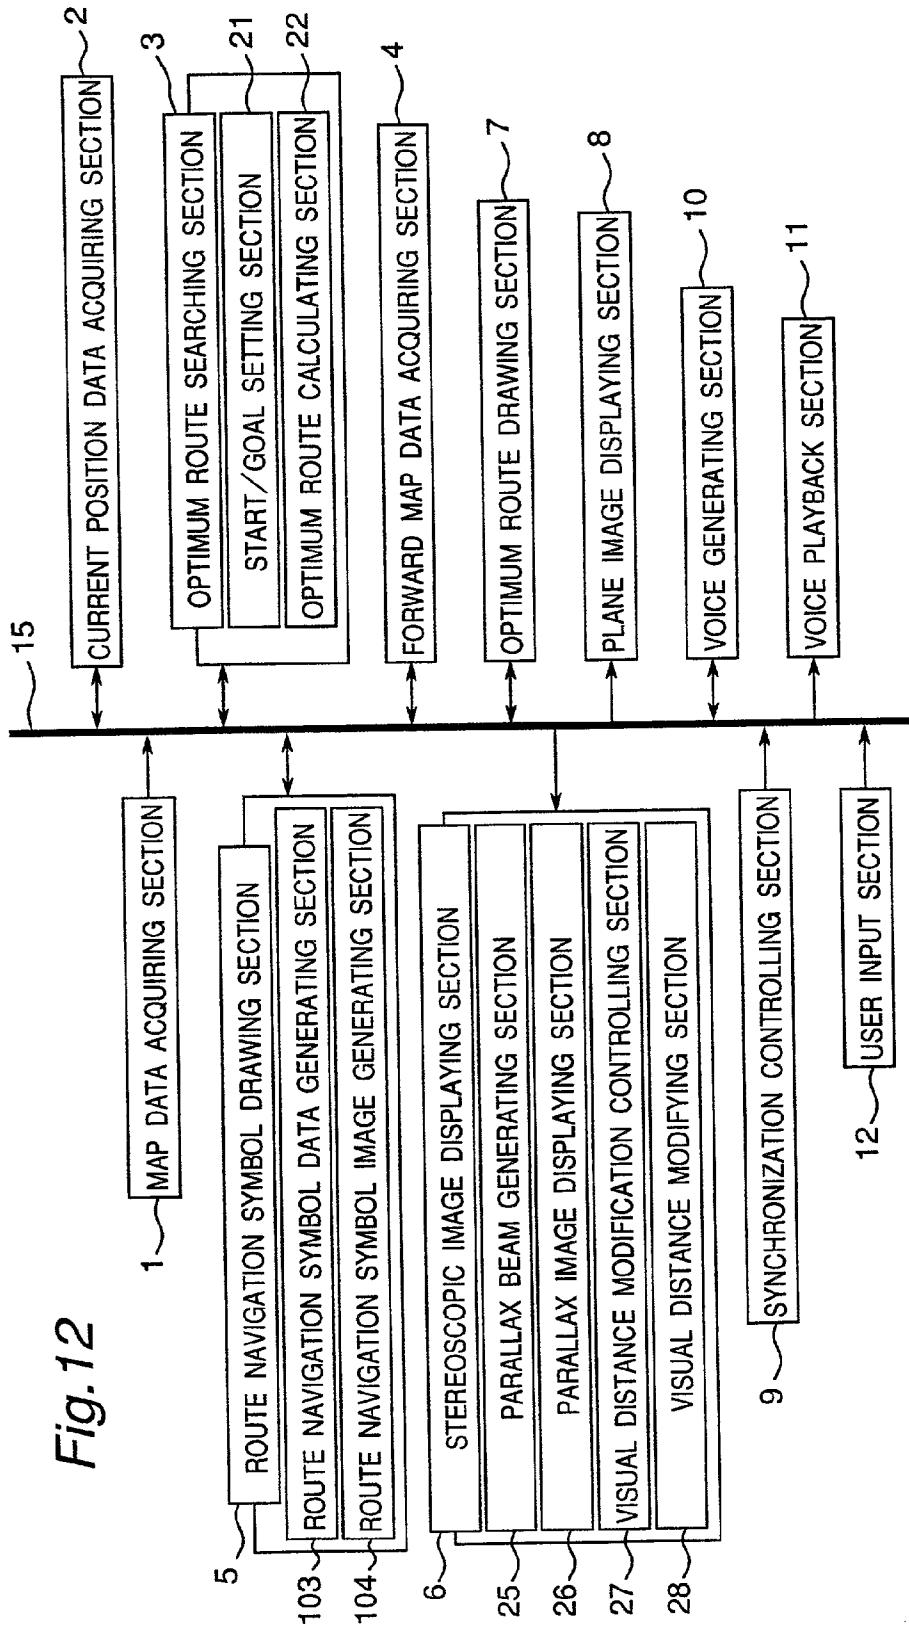 Fig.12
15
1
MAP DATA ACQUIRING SECTION
CURRENT POSITION DATA ACQUIRING SECTION
2
5
ROUTE NAVIGATION SYMBOL DRAWING SECTION
103
ROUTE NAVIGATION SYMBOL DATA GENERATING SECTION
104
ROUTE NAVIGATION SYMBOL IMAGE GENERATING SECTION
OPTIMUM ROUTE SEARCHING SECTION
3
START/GOAL SETTING SECTION
21
OPTIMUM ROUTE CALCULATING SECTION
22
FORWARD MAP DATA ACQUIRING SECTION
4
6
STEREOSCOPIC IMAGE DISPLAYING SECTION
25
PARALLAX BEAM GENERATING SECTION
26
PARALLAX IMAGE DISPLAYING SECTION
27
VISUAL DISTANCE MODIFICATION CONTROLLING SECTION
28
VISUAL DISTANCE MODIFYING SECTION
OPTIMUM ROUTE DRAWING SECTION
7
PLANE IMAGE DISPLAYING SECTION
8
9
SYNCHRONIZATION CONTROLLING SECTION
VOICE GENERATING SECTION
10
12
USER INPUT SECTION
VOICE PLAYBACK SECTION
11